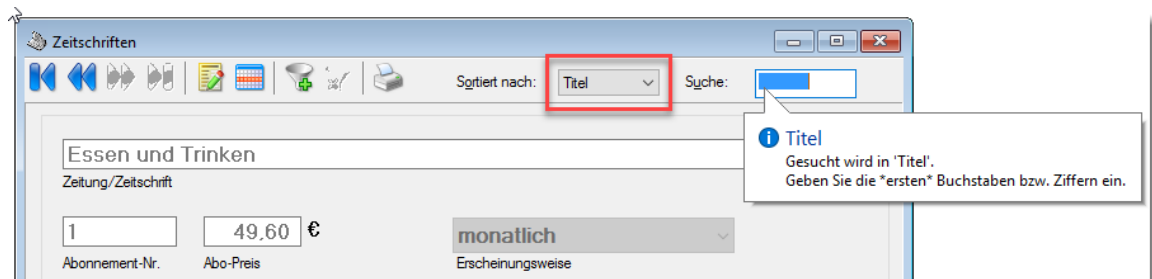 Zeitschriften
Sortiert nach: Titel Suche:
Titel
Gesucht wird in 'Titel'.
Geben Sie die *ersten* Buchstaben bzw. Ziffern ein.
Essen und Trinken
Zeitung/Zeitschrift
1 49,60 € monatlich
Abonnement-Nr. Abo-Preis Erscheinungsweise